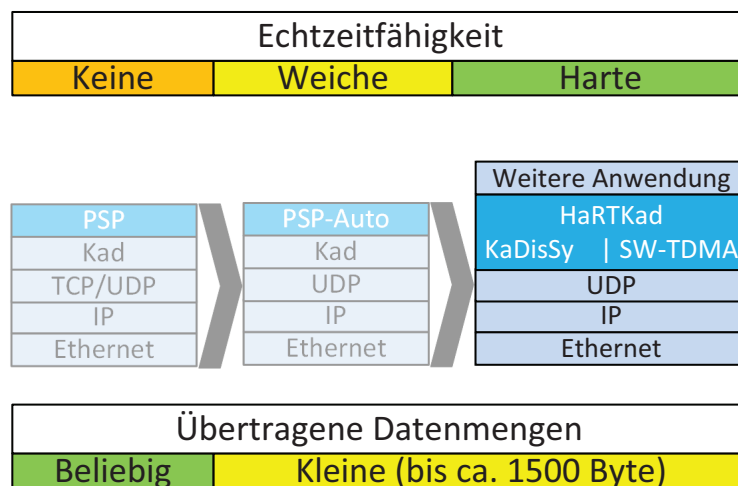 Echtzeitfähigkeit
Keine Weiche Harte
PSP
Kad
TCP/UDP
IP
Ethernet
PSP-Auto
Kad
UDP
IP
Ethernet
Weitere Anwendung
HaRTKad
KaDisSy | SW-TDMA
UDP
IP
Ethernet
Übertragene Datenmengen
Beliebig Kleine (bis ca. 1500 Byte)